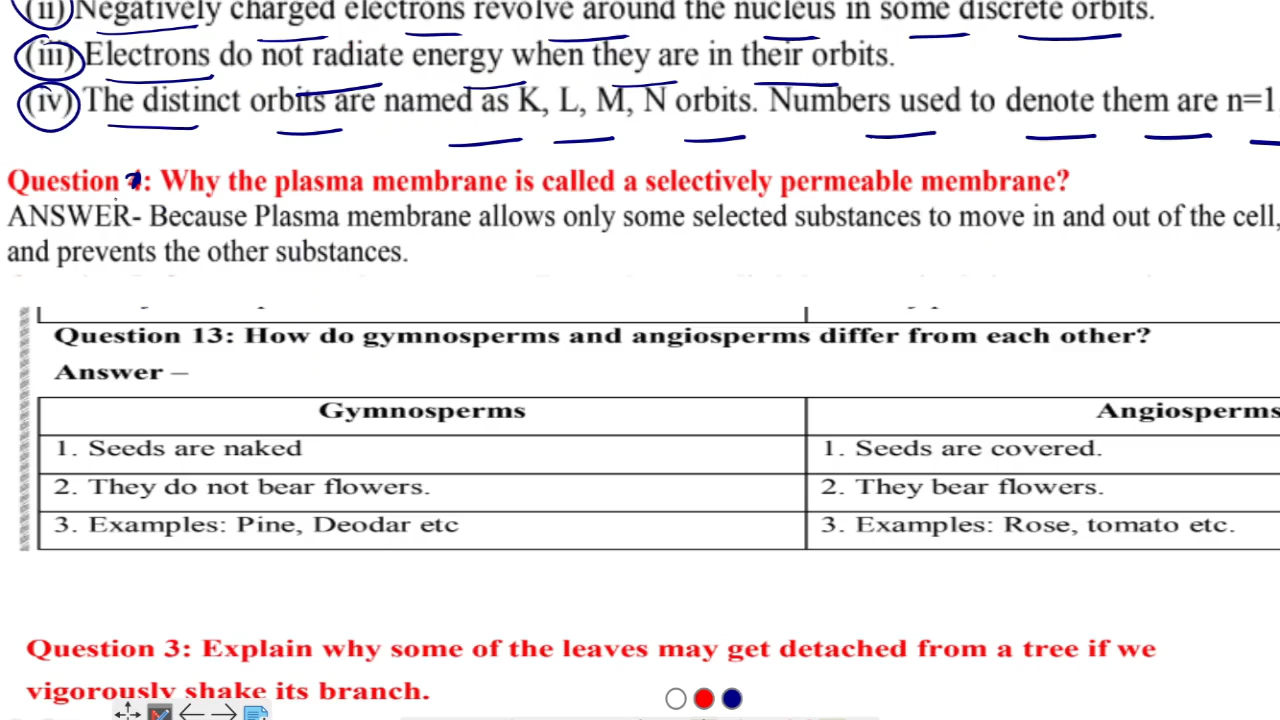 (ii) Negatively charged electrons revolve around the nucleus in some discrete orbits.
(iii) Electrons do not radiate energy when they are in their orbits.
(iv) The distinct orbits are named as K, L, M, N orbits. Numbers used to denote them are n=1
Question : Why the plasma membrane is called a selectively permeable membrane?
ANSWER- Because Plasma membrane allows only some selected substances to move in and out of the cell,
and prevents the other substances.
Question 13: How do gymnosperms and angiosperms differ from each other?
Answer –
Gymnosperms Angiosperms
1. Seeds are naked 1. Seeds are covered.
2. They do not bear flowers. 2. They bear flowers.
3. Examples: Pine, Deodar etc 3. Examples: Rose, tomato etc.
Question 3: Explain why some of the leaves may get detached from a tree if we
vigorously shake its branch.